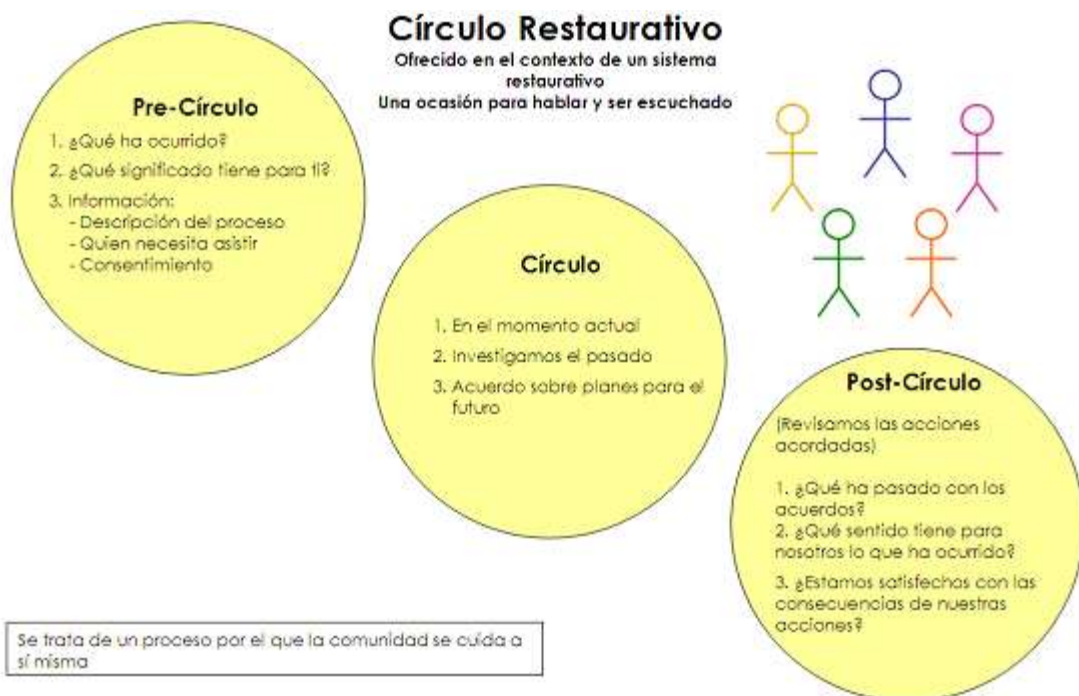 Círculo Restaurativo
Ofrecido en el contexto de un sistema
restaurativo
Una ocasión para hablar y ser escuchado
Pre-Círculo
1. ¿Qué ha ocurrido?
2. ¿Qué significado tiene para ti?
3. Información:
- Descripción del proceso
- Quien necesita asistir
- Consentimiento
Círculo
1. En el momento actual
2. Investigamos el pasado
3. Acuerdo sobre planes para el
futuro
Post-Círculo
(Revisamos las acciones
acordadas)
1. ¿Qué ha pasado con los
acuerdos?
2. ¿Qué sentido tiene para
nosotros lo que ha ocurrido?
3. ¿Estamos satisfechos con las
consecuencias de nuestras
acciones?
Se trata de un proceso por el que la comunidad se cuida a
sí misma